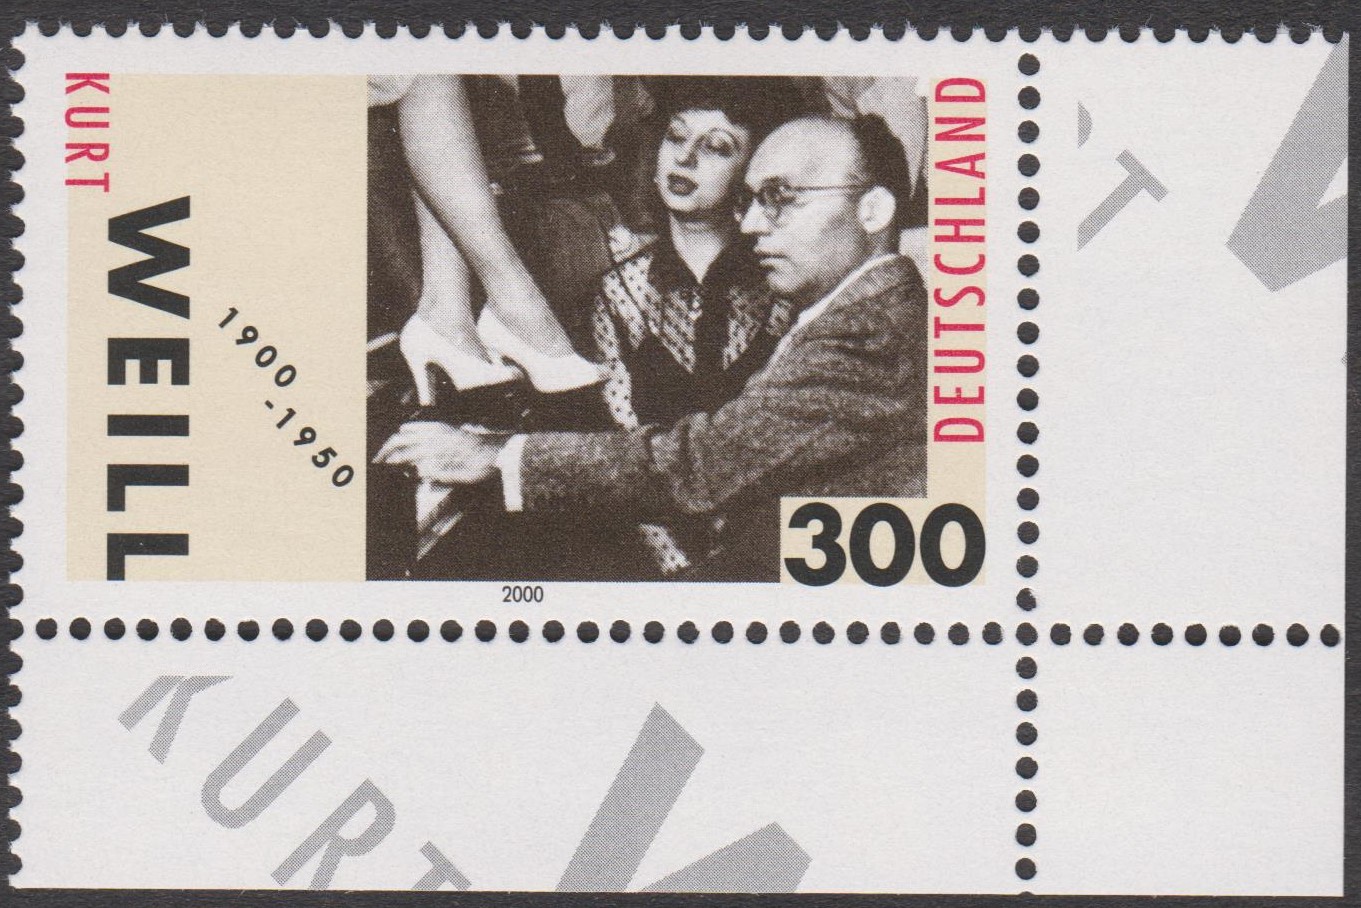 KURT
WEILL
1900-1950
DEUTSCHLAND
300
2000
KURT
T